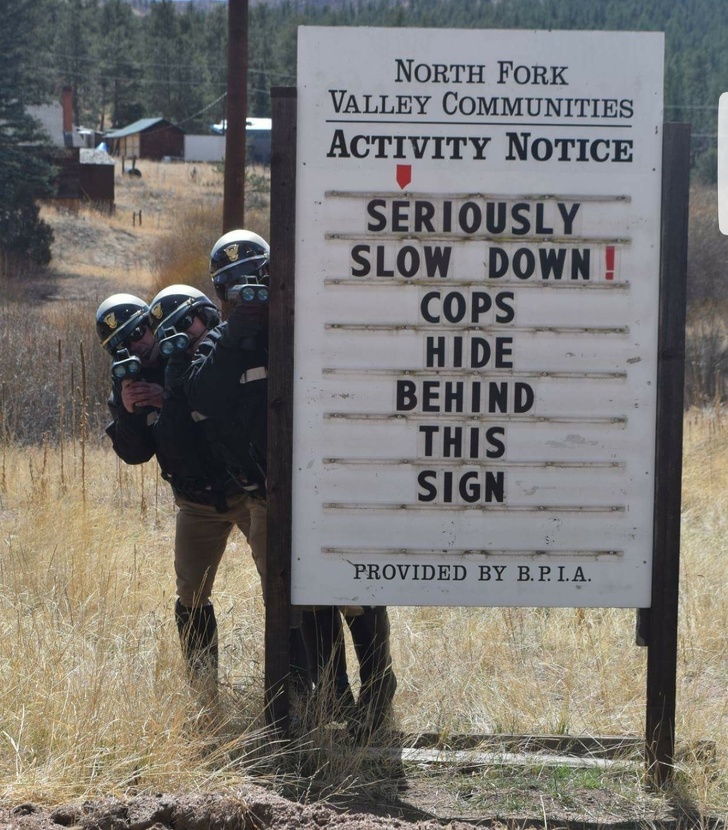 NORTH FORK
VALLEY COMMUNITIES
ACTIVITY NOTICE
SERIOUSLY
SLOW DOWN!
COPS
HIDE
BEHIND
THIS
SIGN
PROVIDED BY B.P.I.A.